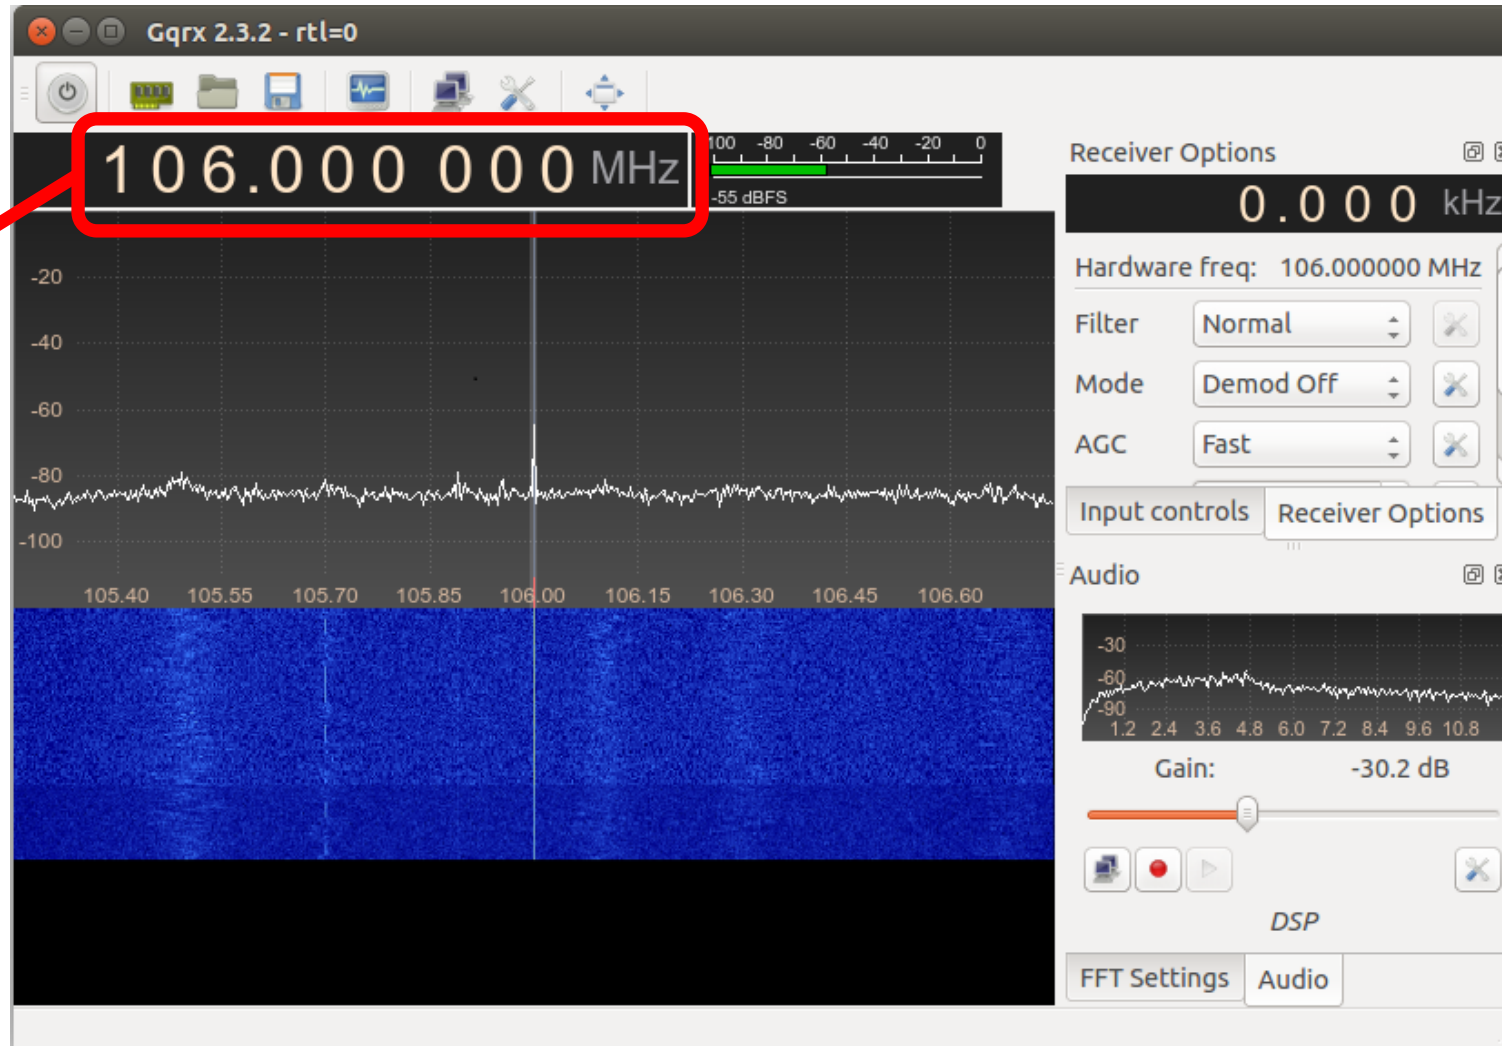 Gqrx 2.3.2 - rtl=0
106.000 000 MHz
100 -80 -60 -40 -20 0
-55 dBFS
-20
-40
-60
-80
-100
105.40 105.55 105.70 105.85 106.00 106.15 106.30 106.45 106.60
Receiver Options
0.000 kHz
Hardware freq: 106.000000 MHz
Filter Normal
Mode Demod Off
AGC Fast
Input controls Receiver Options
Audio
-30
-60
-90
1.2 2.4 3.6 4.8 6.0 7.2 8.4 9.6 10.8
Gain: -30.2 dB
DSP
FFT Settings Audio